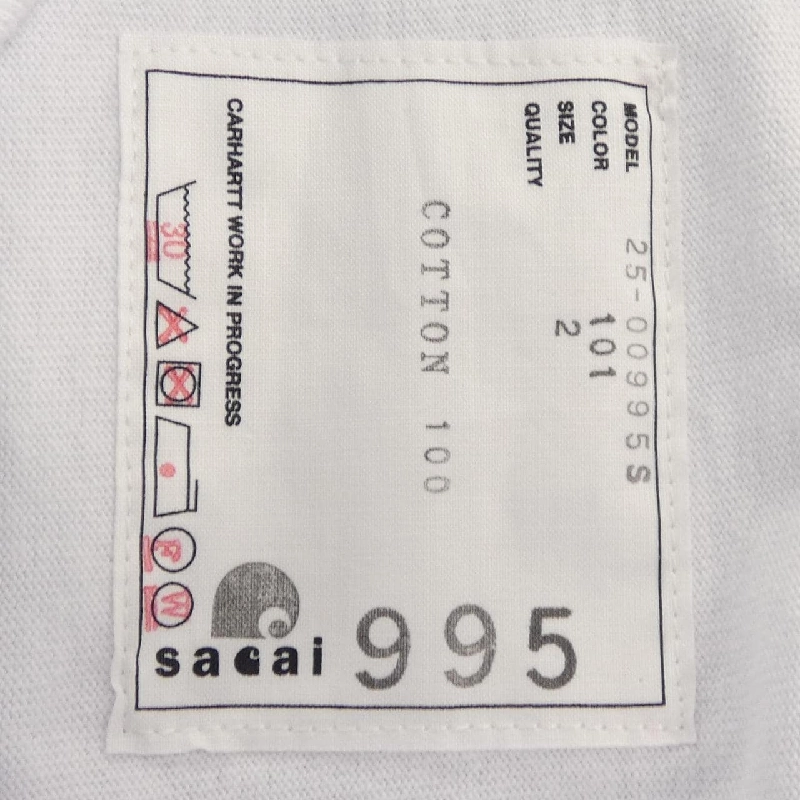 MODEL 25-00995S
COLOR 101
SIZE 2
QUALITY
COTTON 100
CARHARTT WORK IN PROGRESS
30
F
W
sacai
995